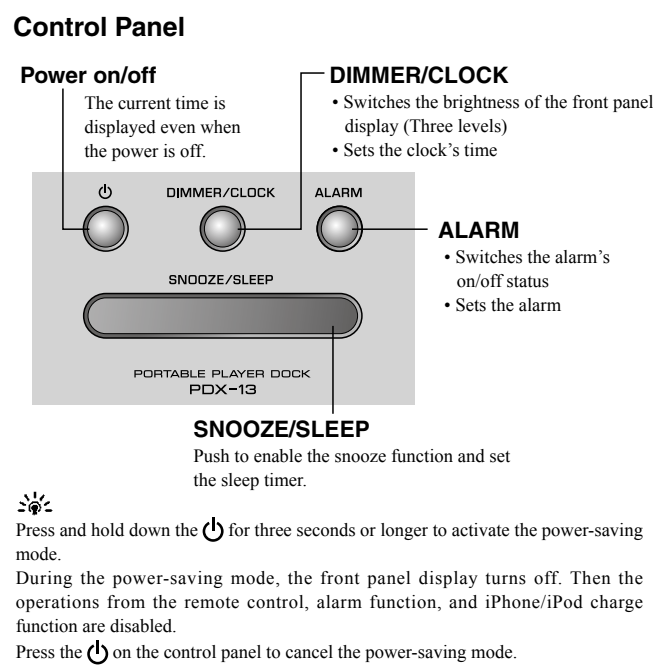 Control Panel
Power on/off
The current time is
displayed even when
the power is off.
DIMMER/CLOCK
• Switches the brightness of the front panel
display (Three levels)
• Sets the clock's time
DIMMER/CLOCK
ALARM
ALARM
• Switches the alarm's
on/off status
• Sets the alarm
SNOOZE/SLEEP
PORTABLE PLAYER DOCK
PDX-13
SNOOZE/SLEEP
Push to enable the snooze function and set
the sleep timer.
Press and hold down the ⏻ for three seconds or longer to activate the power-saving
mode.
During the power-saving mode, the front panel display turns off. Then the
operations from the remote control, alarm function, and iPhone/iPod charge
function are disabled.
Press the ⏻ on the control panel to cancel the power-saving mode.